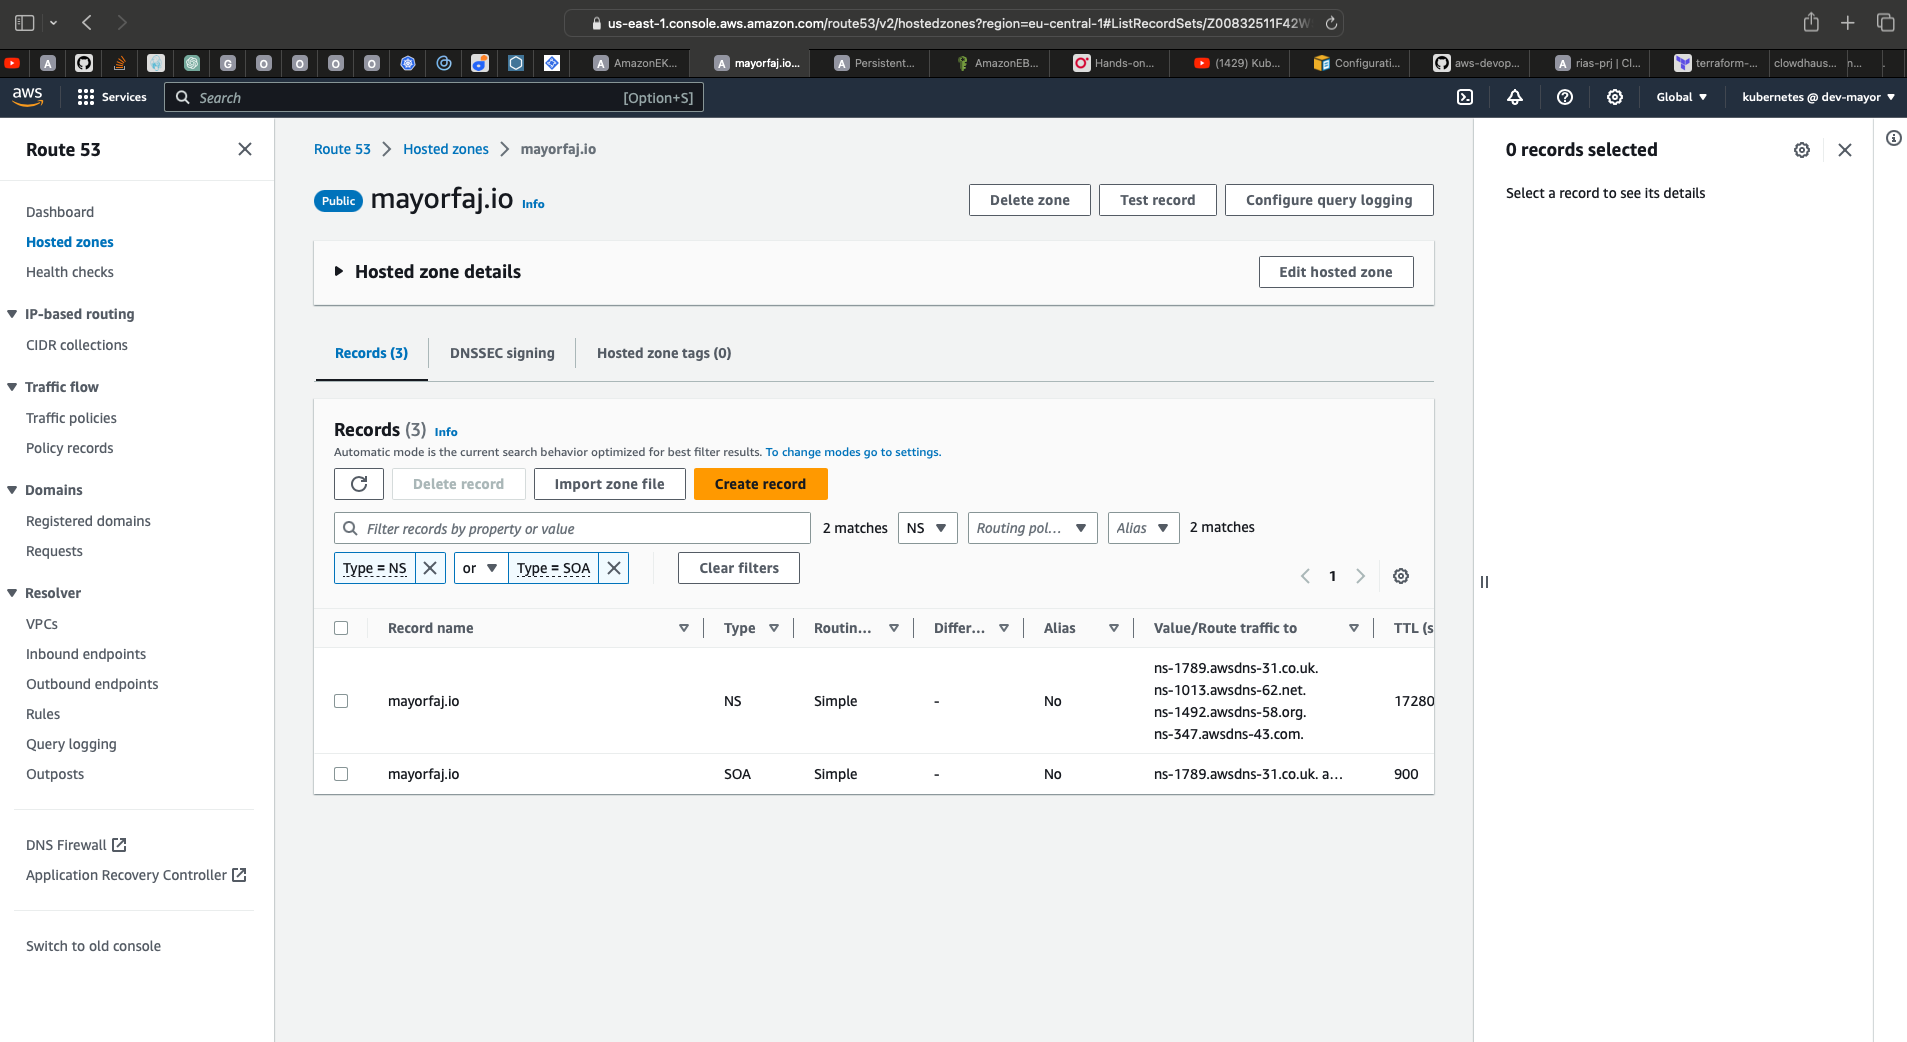 us-east-1.console.aws.amazon.com/route53/v2/hostedzones?region=eu-central-1#ListRecordSets/Z00832511F42W
A
G
O
O
O
O
AmazonEK...
mayorfaj.io...
Persistent...
AmazonEB...
Hands-on...
(1429) Kub...
Configurati...
aws-devop...
rias-prj | Cl...
terraform-...
clowdhaus...
n...
aws
Services
Search
[Option+S]
Global
kubernetes @ dev-mayor
Route 53
Dashboard
Hosted zones
Health checks
IP-based routing
CIDR collections
Traffic flow
Traffic policies
Policy records
Domains
Registered domains
Requests
Resolver
VPCs
Inbound endpoints
Outbound endpoints
Rules
Query logging
Outposts
DNS Firewall
Application Recovery Controller
Switch to old console
Route 53 > Hosted zones > mayorfaj.io
Public mayorfaj.io Info
Delete zone
Test record
Configure query logging
Hosted zone details
Edit hosted zone
Records (3)
DNSSEC signing
Hosted zone tags (0)
Records (3) Info
Automatic mode is the current search behavior optimized for best filter results. To change modes go to settings.
Delete record
Import zone file
Create record
Filter records by property or value
2 matches
NS
Routing pol...
Alias
2 matches
Type = NS
or
Type = SOA
Clear filters
1
Record name Type Routin... Differ... Alias Value/Route traffic to TTL (s
mayorfaj.io NS Simple - No
ns-1789.awsdns-31.co.uk.
ns-1013.awsdns-62.net.
ns-1492.awsdns-58.org.
ns-347.awsdns-43.com.
17280
mayorfaj.io SOA Simple - No ns-1789.awsdns-31.co.uk. a... 900
0 records selected
Select a record to see its details